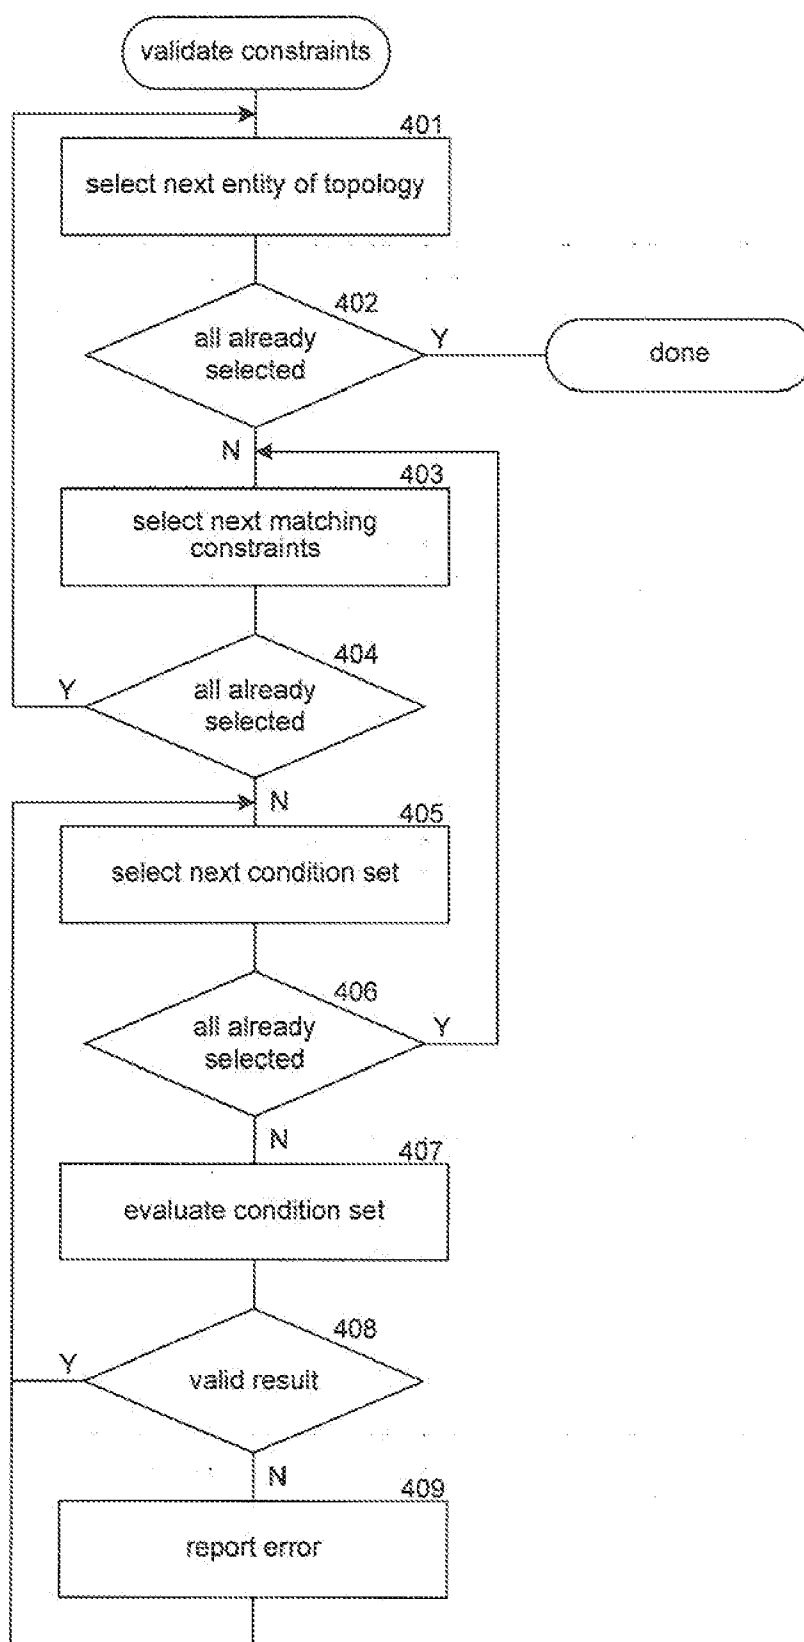 validate constraints
401
select next entity of topology
402
all already
selected
Y
done
N
403
select next matching
constraints
404
all already
selected
Y
N
405
select next condition set
406
all already
selected
Y
N
407
evaluate condition set
408
valid result
Y
N
409
report error